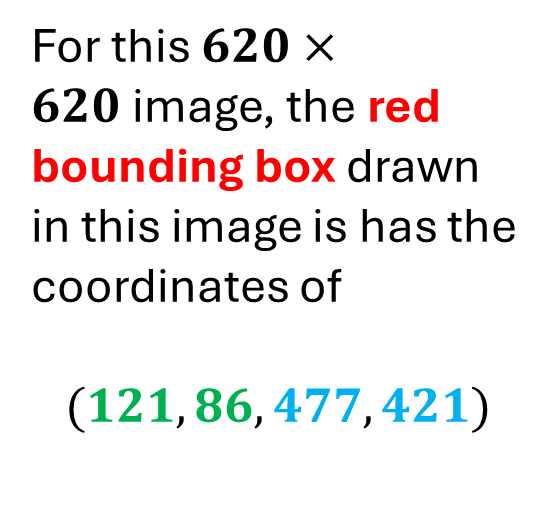 For this 620 ×
620 image, the red
bounding box drawn
in this image is has the
coordinates of
(121, 86, 477, 421)